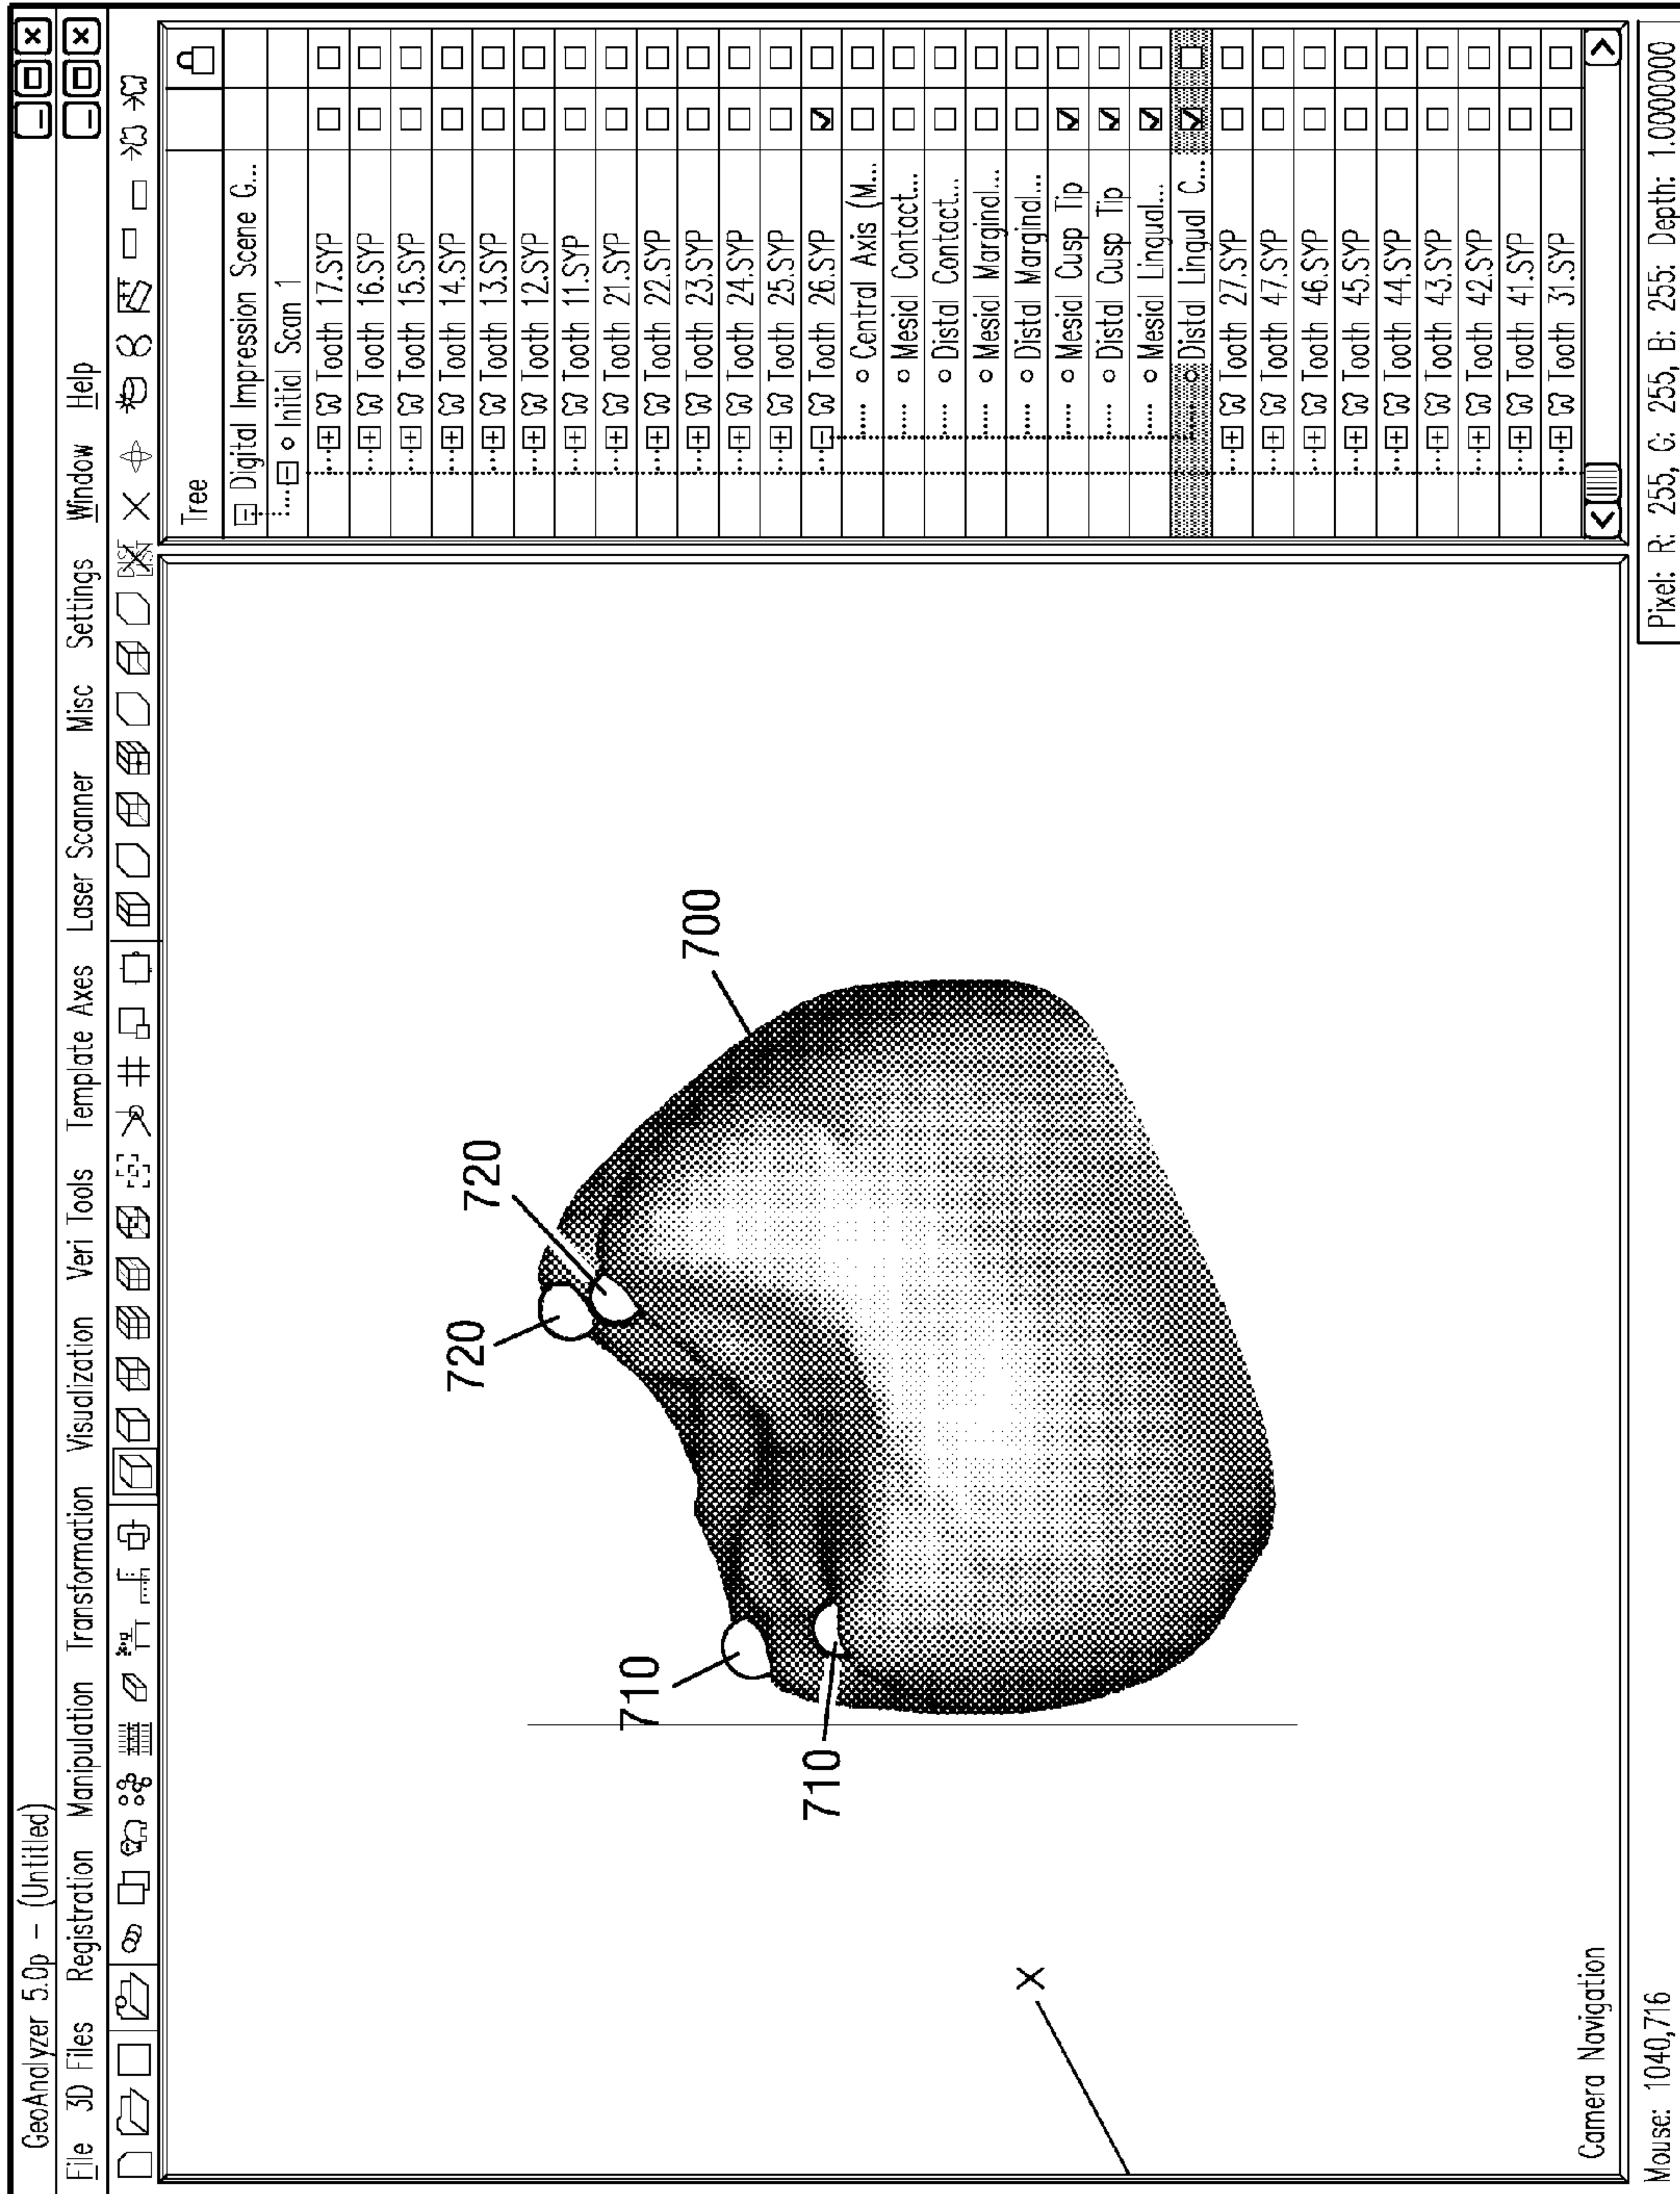 GeoAnalyzer 5.0p – (Untitled)
File 3D Files Registration Manipulation Transformation Visualization Veri Tools Template Axes Laser Scanner Misc Settings Window Help
720
720
700
710
710
X
Camera Navigation
Tree
Digital Impression Scene G...
Initial Scan 1
Tooth 17.SYP
Tooth 16.SYP
Tooth 15.SYP
Tooth 14.SYP
Tooth 13.SYP
Tooth 12.SYP
Tooth 11.SYP
Tooth 21.SYP
Tooth 22.SYP
Tooth 23.SYP
Tooth 24.SYP
Tooth 25.SYP
Tooth 26.SYP
Central Axis (M...
Mesial Contact...
Distal Contact...
Mesial Marginal...
Distal Marginal...
Mesial Cusp Tip
Distal Cusp Tip
Mesial Lingual...
Distal Lingual C...
Tooth 27.SYP
Tooth 47.SYP
Tooth 46.SYP
Tooth 45.SYP
Tooth 44.SYP
Tooth 43.SYP
Tooth 42.SYP
Tooth 41.SYP
Tooth 31.SYP
Mouse: 1040,716
Pixel: R: 255, G: 255, B: 255: Depth: 1.0000000